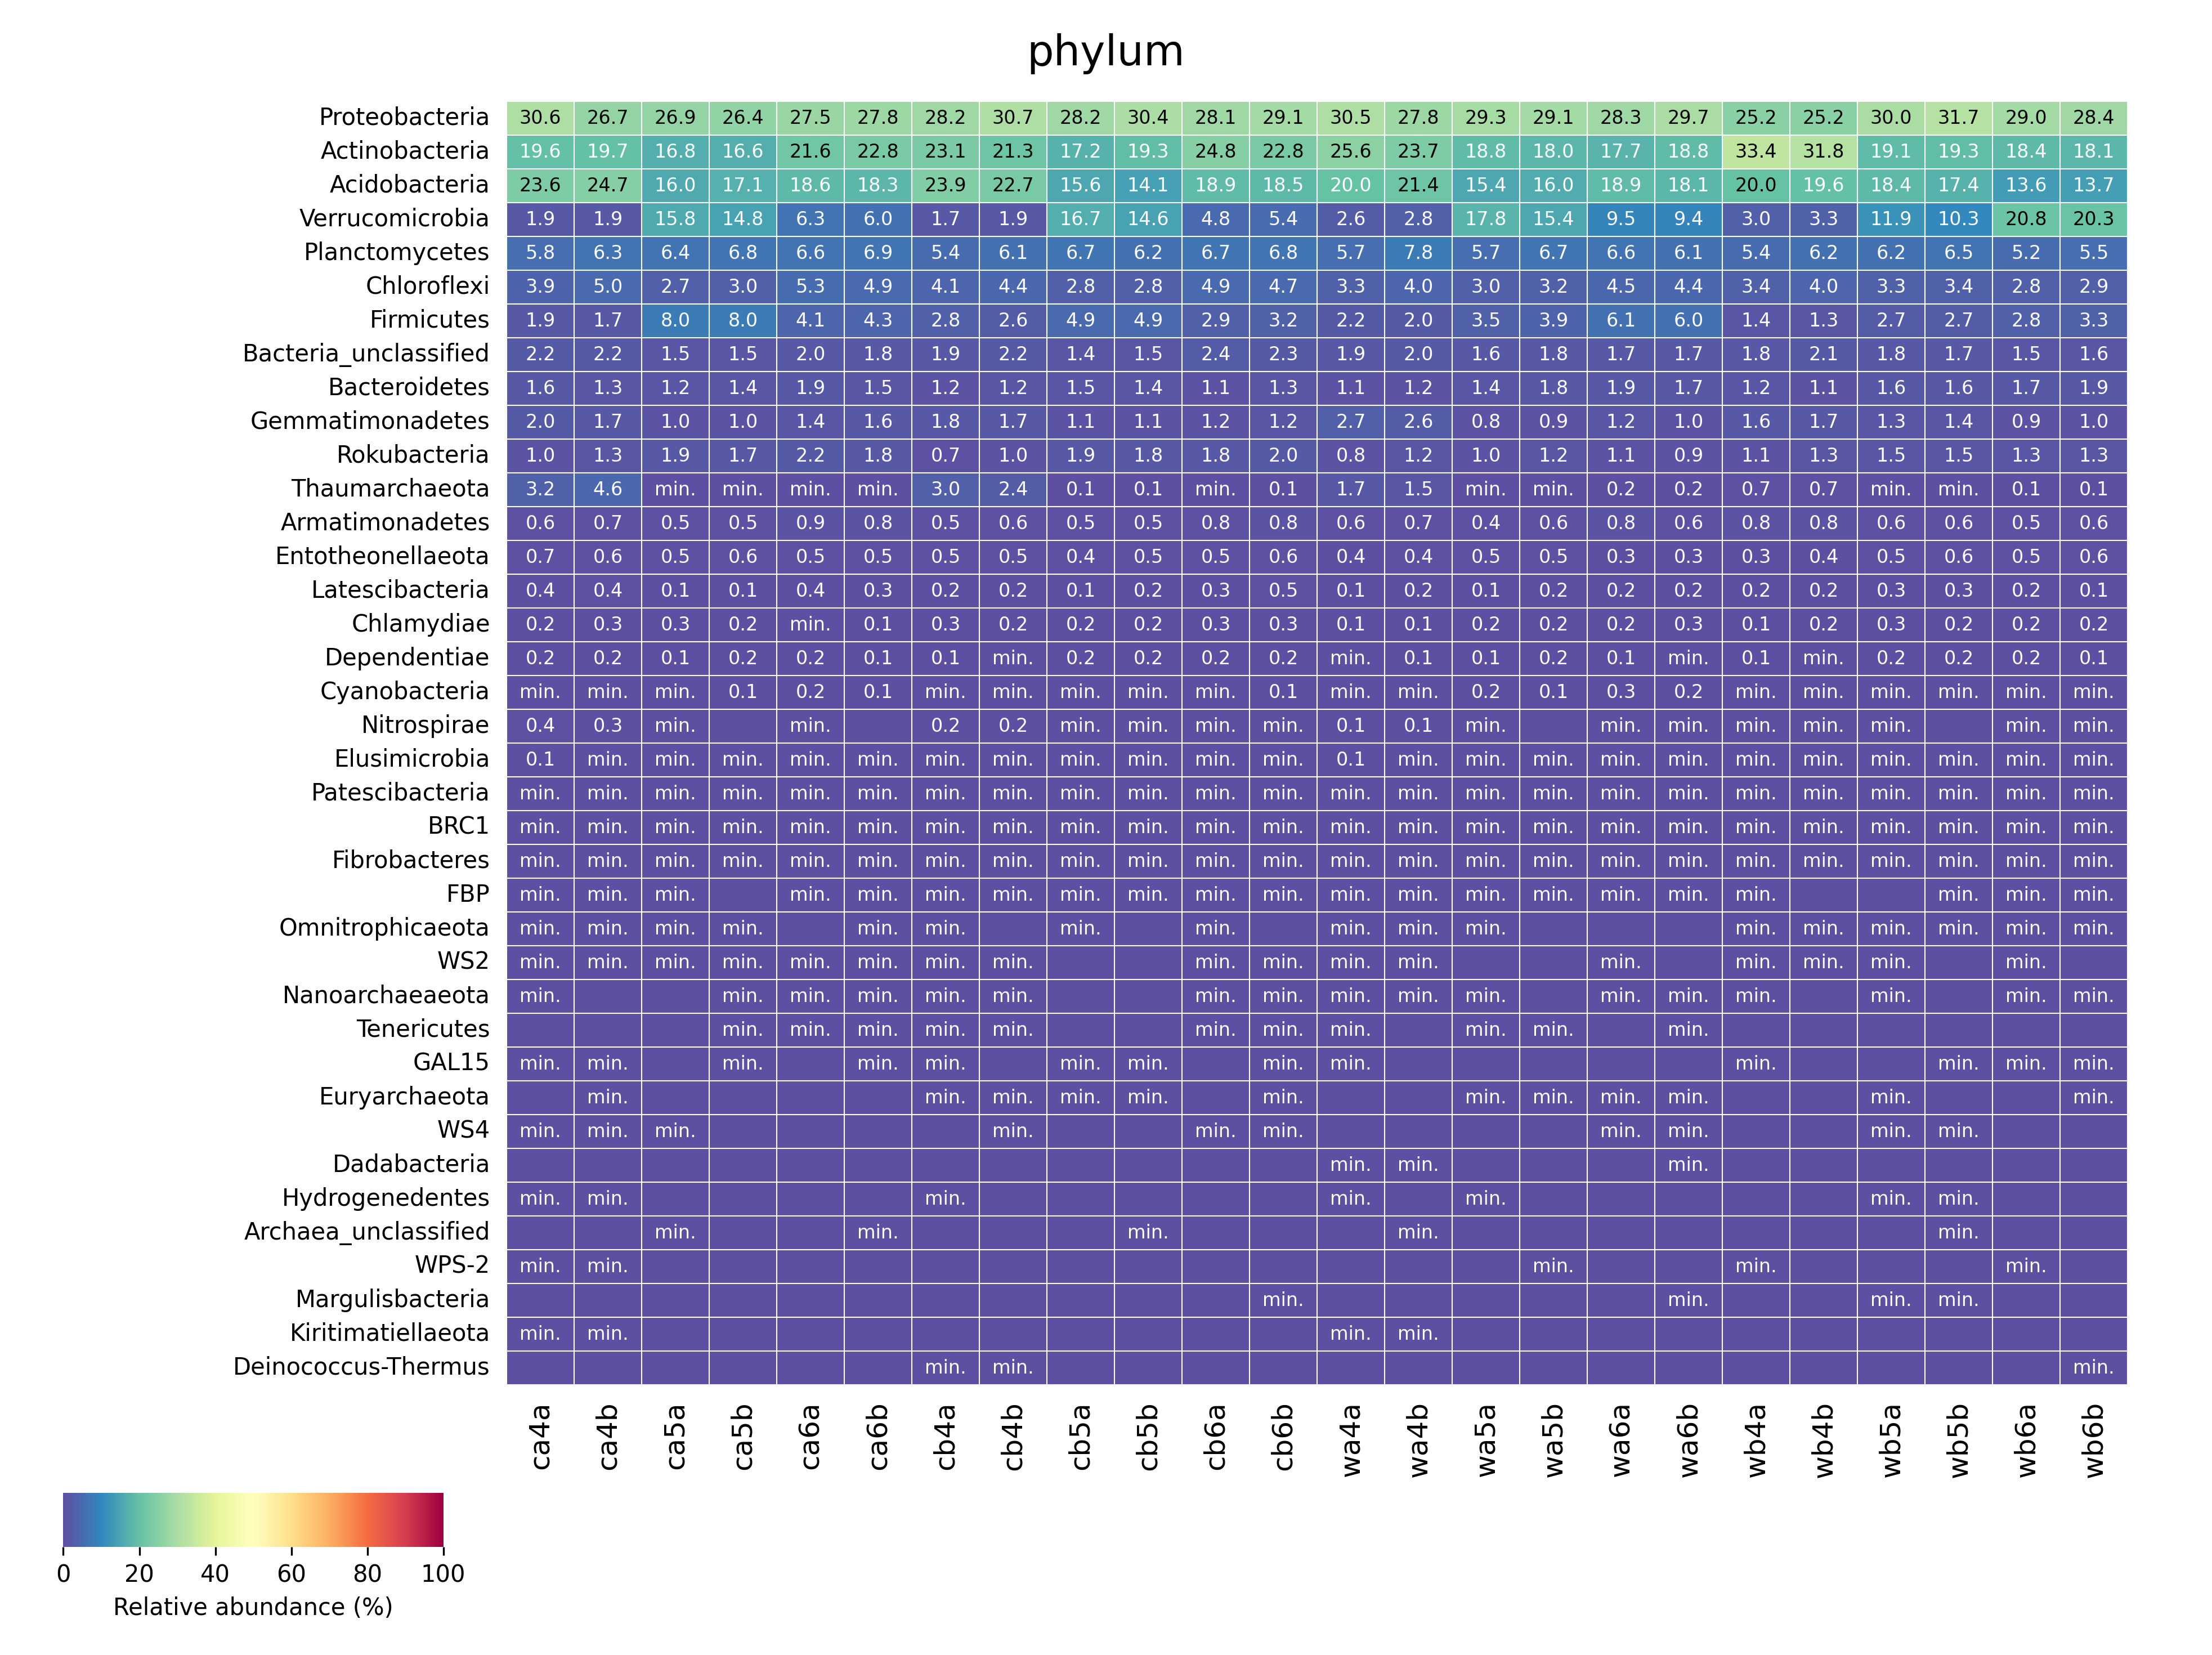 phylum
Proteobacteria 30.6 26.7 26.9 26.4 27.5 27.8 28.2 30.7 28.2 30.4 28.1 29.1 30.5 27.8 29.3 29.1 28.3 29.7 25.2 25.2 30.0 31.7 29.0 28.4
Actinobacteria 19.6 19.7 16.8 16.6 21.6 22.8 23.1 21.3 17.2 19.3 24.8 22.8 25.6 23.7 18.8 18.0 17.7 18.8 33.4 31.8 19.1 19.3 18.4 18.1
Acidobacteria 23.6 24.7 16.0 17.1 18.6 18.3 23.9 22.7 15.6 14.1 18.9 18.5 20.0 21.4 15.4 16.0 18.9 18.1 20.0 19.6 18.4 17.4 13.6 13.7
Verrucomicrobia 1.9 1.9 15.8 14.8 6.3 6.0 1.7 1.9 16.7 14.6 4.8 5.4 2.6 2.8 17.8 15.4 9.5 9.4 3.0 3.3 11.9 10.3 20.8 20.3
Planctomycetes 5.8 6.3 6.4 6.8 6.6 6.9 5.4 6.1 6.7 6.2 6.7 6.8 5.7 7.8 5.7 6.7 6.6 6.1 5.4 6.2 6.2 6.5 5.2 5.5
Chloroflexi 3.9 5.0 2.7 3.0 5.3 4.9 4.1 4.4 2.8 2.8 4.9 4.7 3.3 4.0 3.0 3.2 4.5 4.4 3.4 4.0 3.3 3.4 2.8 2.9
Firmicutes 1.9 1.7 8.0 8.0 4.1 4.3 2.8 2.6 4.9 4.9 2.9 3.2 2.2 2.0 3.5 3.9 6.1 6.0 1.4 1.3 2.7 2.7 2.8 3.3
Bacteria_unclassified 2.2 2.2 1.5 1.5 2.0 1.8 1.9 2.2 1.4 1.5 2.4 2.3 1.9 2.0 1.6 1.8 1.7 1.7 1.8 2.1 1.8 1.7 1.5 1.6
Bacteroidetes 1.6 1.3 1.2 1.4 1.9 1.5 1.2 1.2 1.5 1.4 1.1 1.3 1.1 1.2 1.4 1.8 1.9 1.7 1.2 1.1 1.6 1.6 1.7 1.9
Gemmatimonadetes 2.0 1.7 1.0 1.0 1.4 1.6 1.8 1.7 1.1 1.1 1.2 1.2 2.7 2.6 0.8 0.9 1.2 1.0 1.6 1.7 1.3 1.4 0.9 1.0
Rokubacteria 1.0 1.3 1.9 1.7 2.2 1.8 0.7 1.0 1.9 1.8 1.8 2.0 0.8 1.2 1.0 1.2 1.1 0.9 1.1 1.3 1.5 1.5 1.3 1.3
Thaumarchaeota 3.2 4.6 min. min. min. min. 3.0 2.4 0.1 0.1 min. 0.1 1.7 1.5 min. min. 0.2 0.2 0.7 0.7 min. min. 0.1 0.1
Armatimonadetes 0.6 0.7 0.5 0.5 0.9 0.8 0.5 0.6 0.5 0.5 0.8 0.8 0.6 0.7 0.4 0.6 0.8 0.6 0.8 0.8 0.6 0.6 0.5 0.6
Entotheonellaeota 0.7 0.6 0.5 0.6 0.5 0.5 0.5 0.5 0.4 0.5 0.5 0.6 0.4 0.4 0.5 0.5 0.3 0.3 0.3 0.4 0.5 0.6 0.5 0.6
Latescibacteria 0.4 0.4 0.1 0.1 0.4 0.3 0.2 0.2 0.1 0.2 0.3 0.5 0.1 0.2 0.1 0.2 0.2 0.2 0.2 0.2 0.3 0.3 0.2 0.1
Chlamydiae 0.2 0.3 0.3 0.2 min. 0.1 0.3 0.2 0.2 0.2 0.3 0.3 0.1 0.1 0.2 0.2 0.2 0.3 0.1 0.2 0.3 0.2 0.2 0.2
Dependentiae 0.2 0.2 0.1 0.2 0.2 0.1 0.1 min. 0.2 0.2 0.2 0.2 min. 0.1 0.1 0.2 0.1 min. 0.1 min. 0.2 0.2 0.2 0.1
Cyanobacteria min. min. min. 0.1 0.2 0.1 min. min. min. min. min. 0.1 min. min. 0.2 0.1 0.3 0.2 min. min. min. min. min. min.
Nitrospirae 0.4 0.3 min. min. 0.2 0.2 min. min. min. min. 0.1 0.1 min. min. min. min. min. min. min. min.
Elusimicrobia 0.1 min. min. min. min. min. min. min. min. min. min. min. 0.1 min. min. min. min. min. min. min. min. min. min. min.
Patescibacteria min. min. min. min. min. min. min. min. min. min. min. min. min. min. min. min. min. min. min. min. min. min. min. min.
BRC1 min. min. min. min. min. min. min. min. min. min. min. min. min. min. min. min. min. min. min. min. min. min. min. min.
Fibrobacteres min. min. min. min. min. min. min. min. min. min. min. min. min. min. min. min. min. min. min. min. min. min. min. min.
FBP min. min. min. min. min. min. min. min. min. min. min. min. min. min. min. min. min. min. min. min. min.
Omnitrophicaeota min. min. min. min. min. min. min. min. min. min. min. min. min. min. min. min. min.
WS2 min. min. min. min. min. min. min. min. min. min. min. min. min. min. min. min. min.
Nanoarchaeaeota min. min. min. min. min. min. min. min. min. min. min. min. min. min. min. min. min.
Tenericutes min. min. min. min. min. min. min. min. min. min. min.
GAL15 min. min. min. min. min. min. min. min. min. min. min. min. min.
Euryarchaeota min. min. min. min. min. min. min. min. min. min. min. min.
WS4 min. min. min. min. min. min. min. min. min. min.
Dadabacteria min. min. min.
Hydrogenedentes min. min. min. min. min. min. min.
Archaea_unclassified min. min. min. min. min.
WPS-2 min. min. min. min. min.
Margulisbacteria min. min. min. min.
Kiritimatiellaeota min. min. min. min.
Deinococcus-Thermus min. min. min.
ca4a ca4b ca5a ca5b ca6a ca6b cb4a cb4b cb5a cb5b cb6a cb6b wa4a wa4b wa5a wa5b wa6a wa6b wb4a wb4b wb5a wb5b wb6a wb6b
0 20 40 60 80 100
Relative abundance (%)